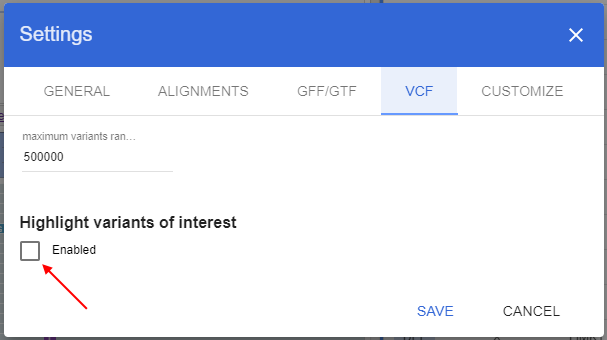 Settings
GENERAL ALIGNMENTS GFF/GTF VCF CUSTOMIZE
maximum variants ran...
500000
Highlight variants of interest
Enabled
SAVE CANCEL